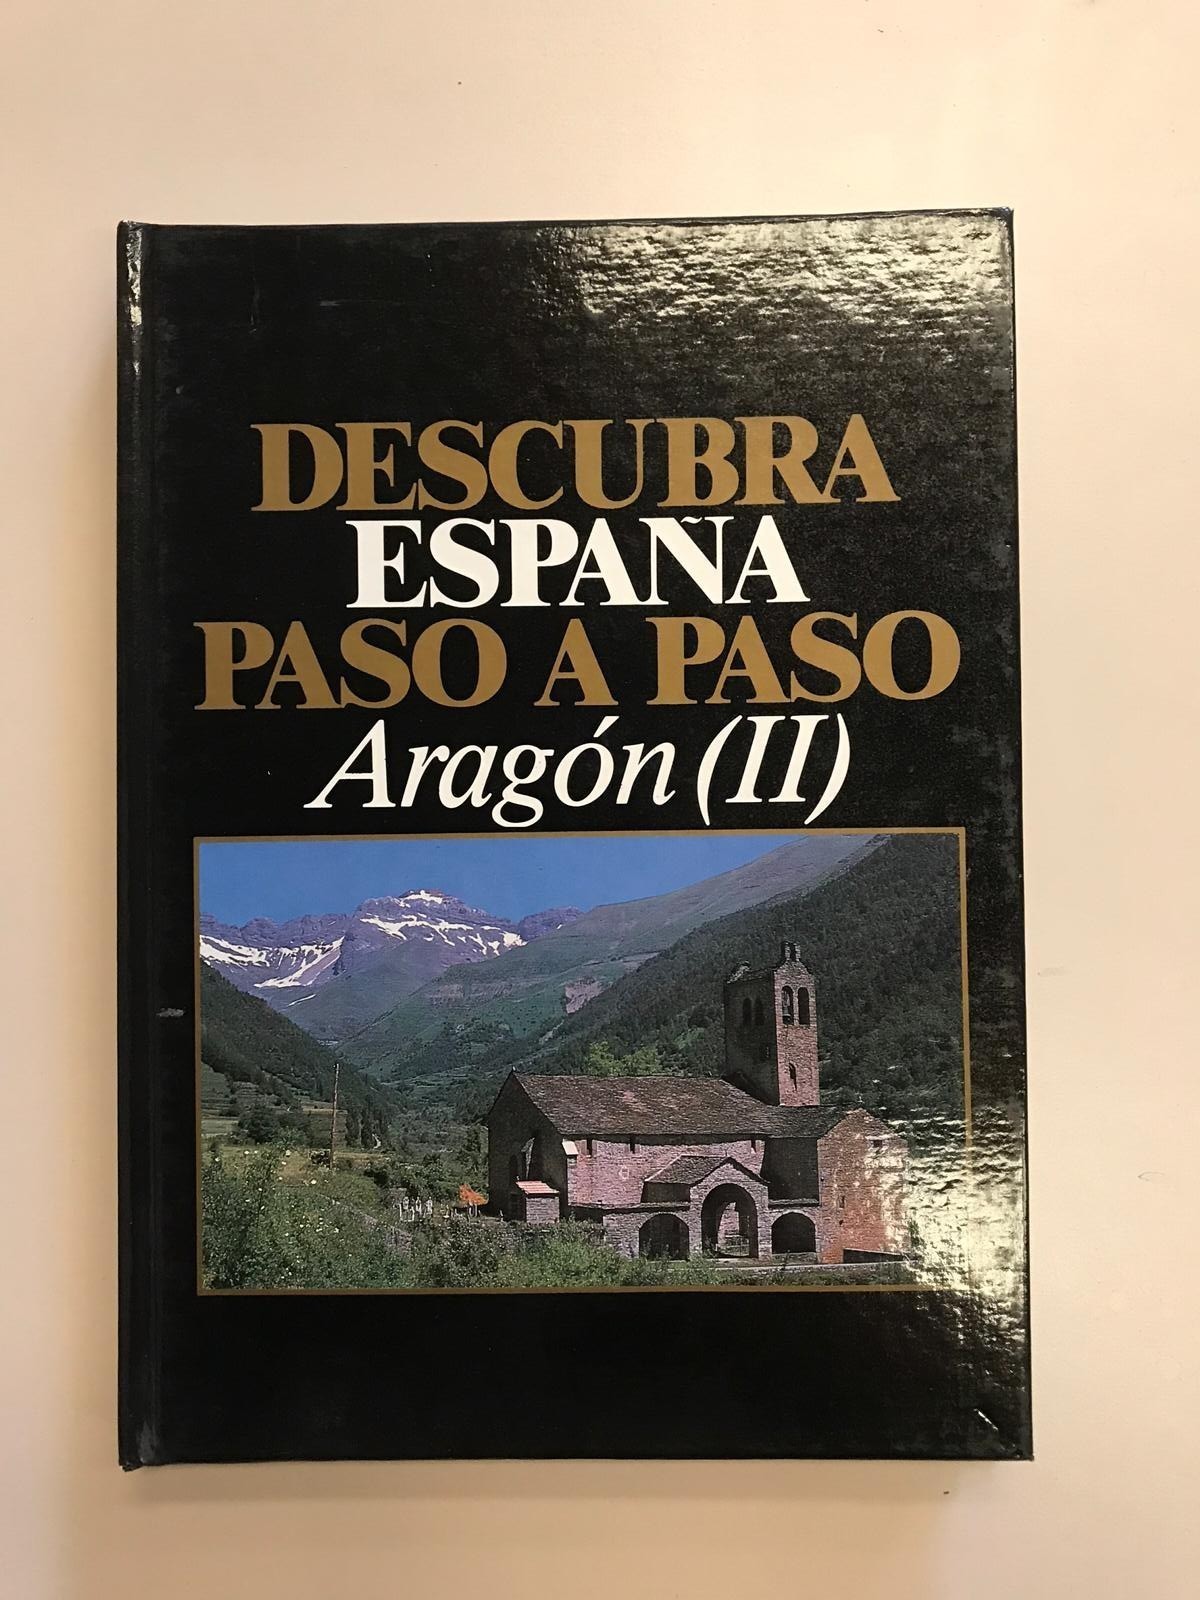 DESCUBRA
ESPAÑA
PASO A PASO
Aragón (II)